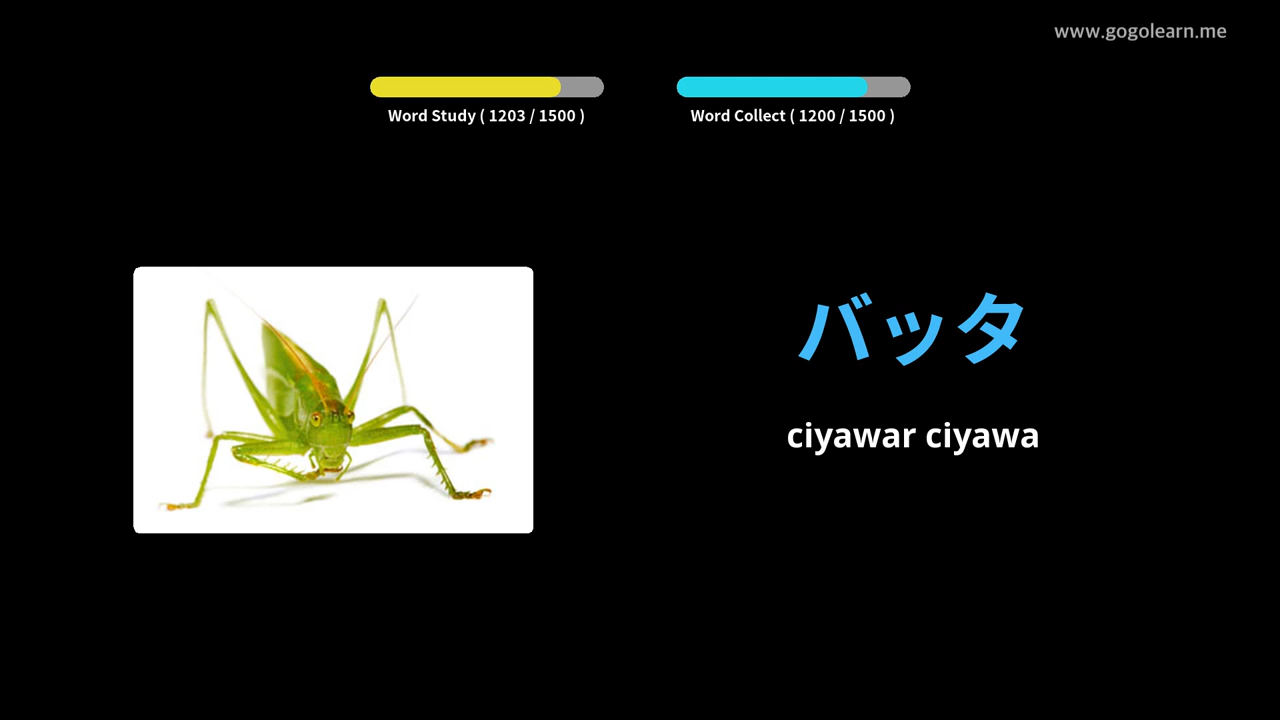 www.gogolearn.me
Word Study ( 1203 / 1500 )
Word Collect ( 1200 / 1500 )
バッタ
ciyawar ciyawa